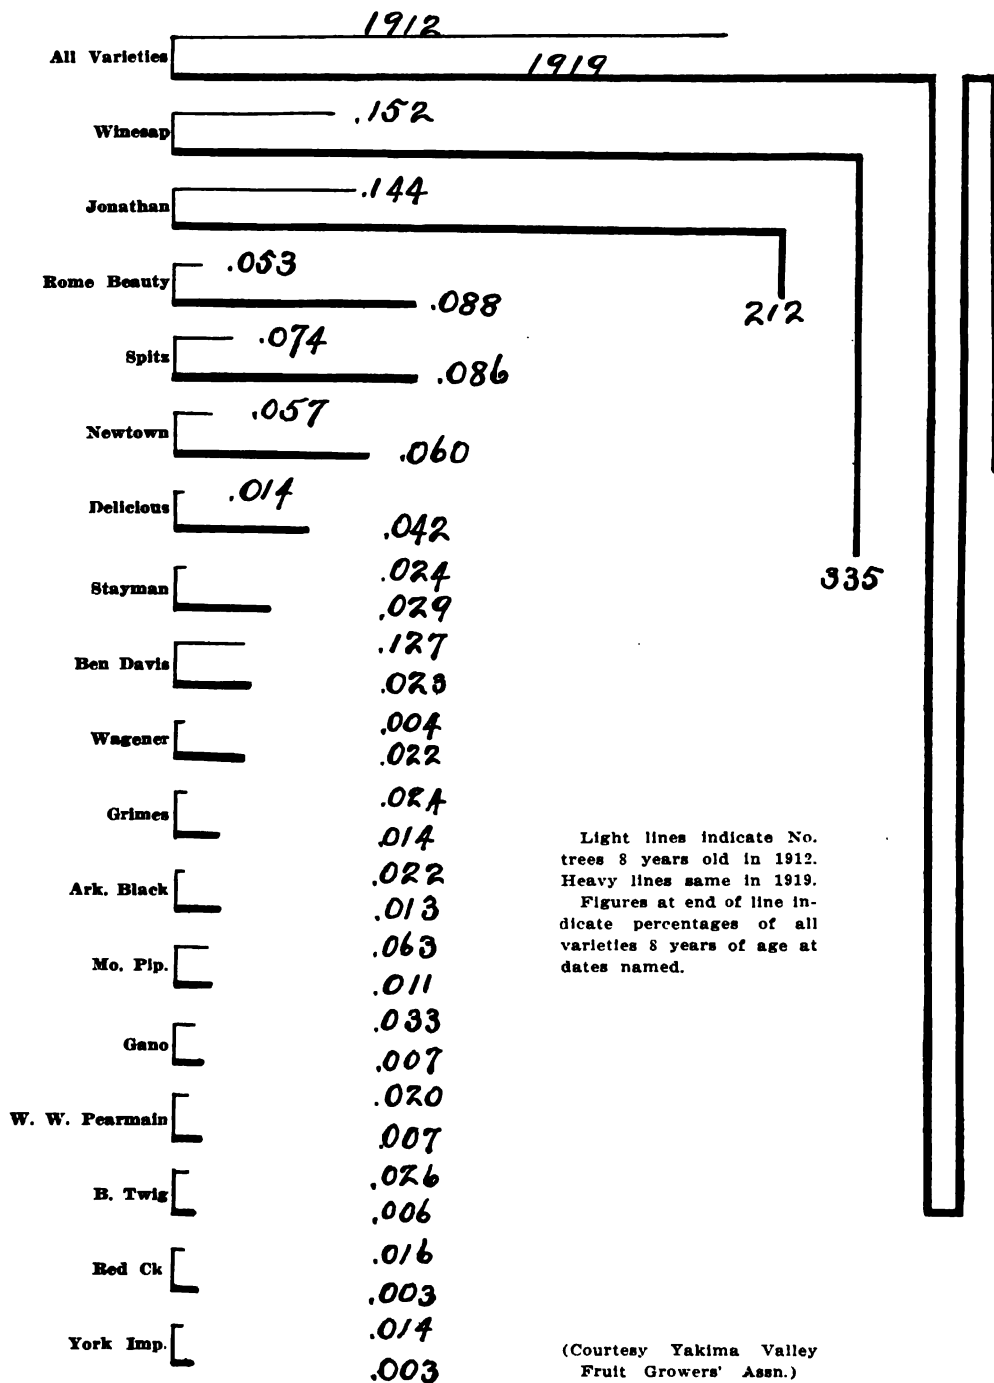 1912
All Varieties
1919
.152
Winesap
.144
Jonathan
.053
Rome Beauty
.088
212
.074
Spitz
.086
.057
Newtown
.060
.014
Delicious
.042
.024
Stayman
.029
335
.127
Ben Davis
.023
.004
Wagener
.022
.024
Grimes
.014
Light lines indicate No.
trees 8 years old in 1912.
Heavy lines same in 1919.
Figures at end of line in-
dicate percentages of all
varieties 8 years of age at
dates named.
.022
Ark. Black
.013
.063
Mo. Pip.
.011
.033
Gano
.007
.020
W. W. Pearmain
.007
.026
B. Twig
.006
.016
Red Ck
.003
.014
York Imp.
.003
(Courtesy Yakima Valley
Fruit Growers' Assn.)